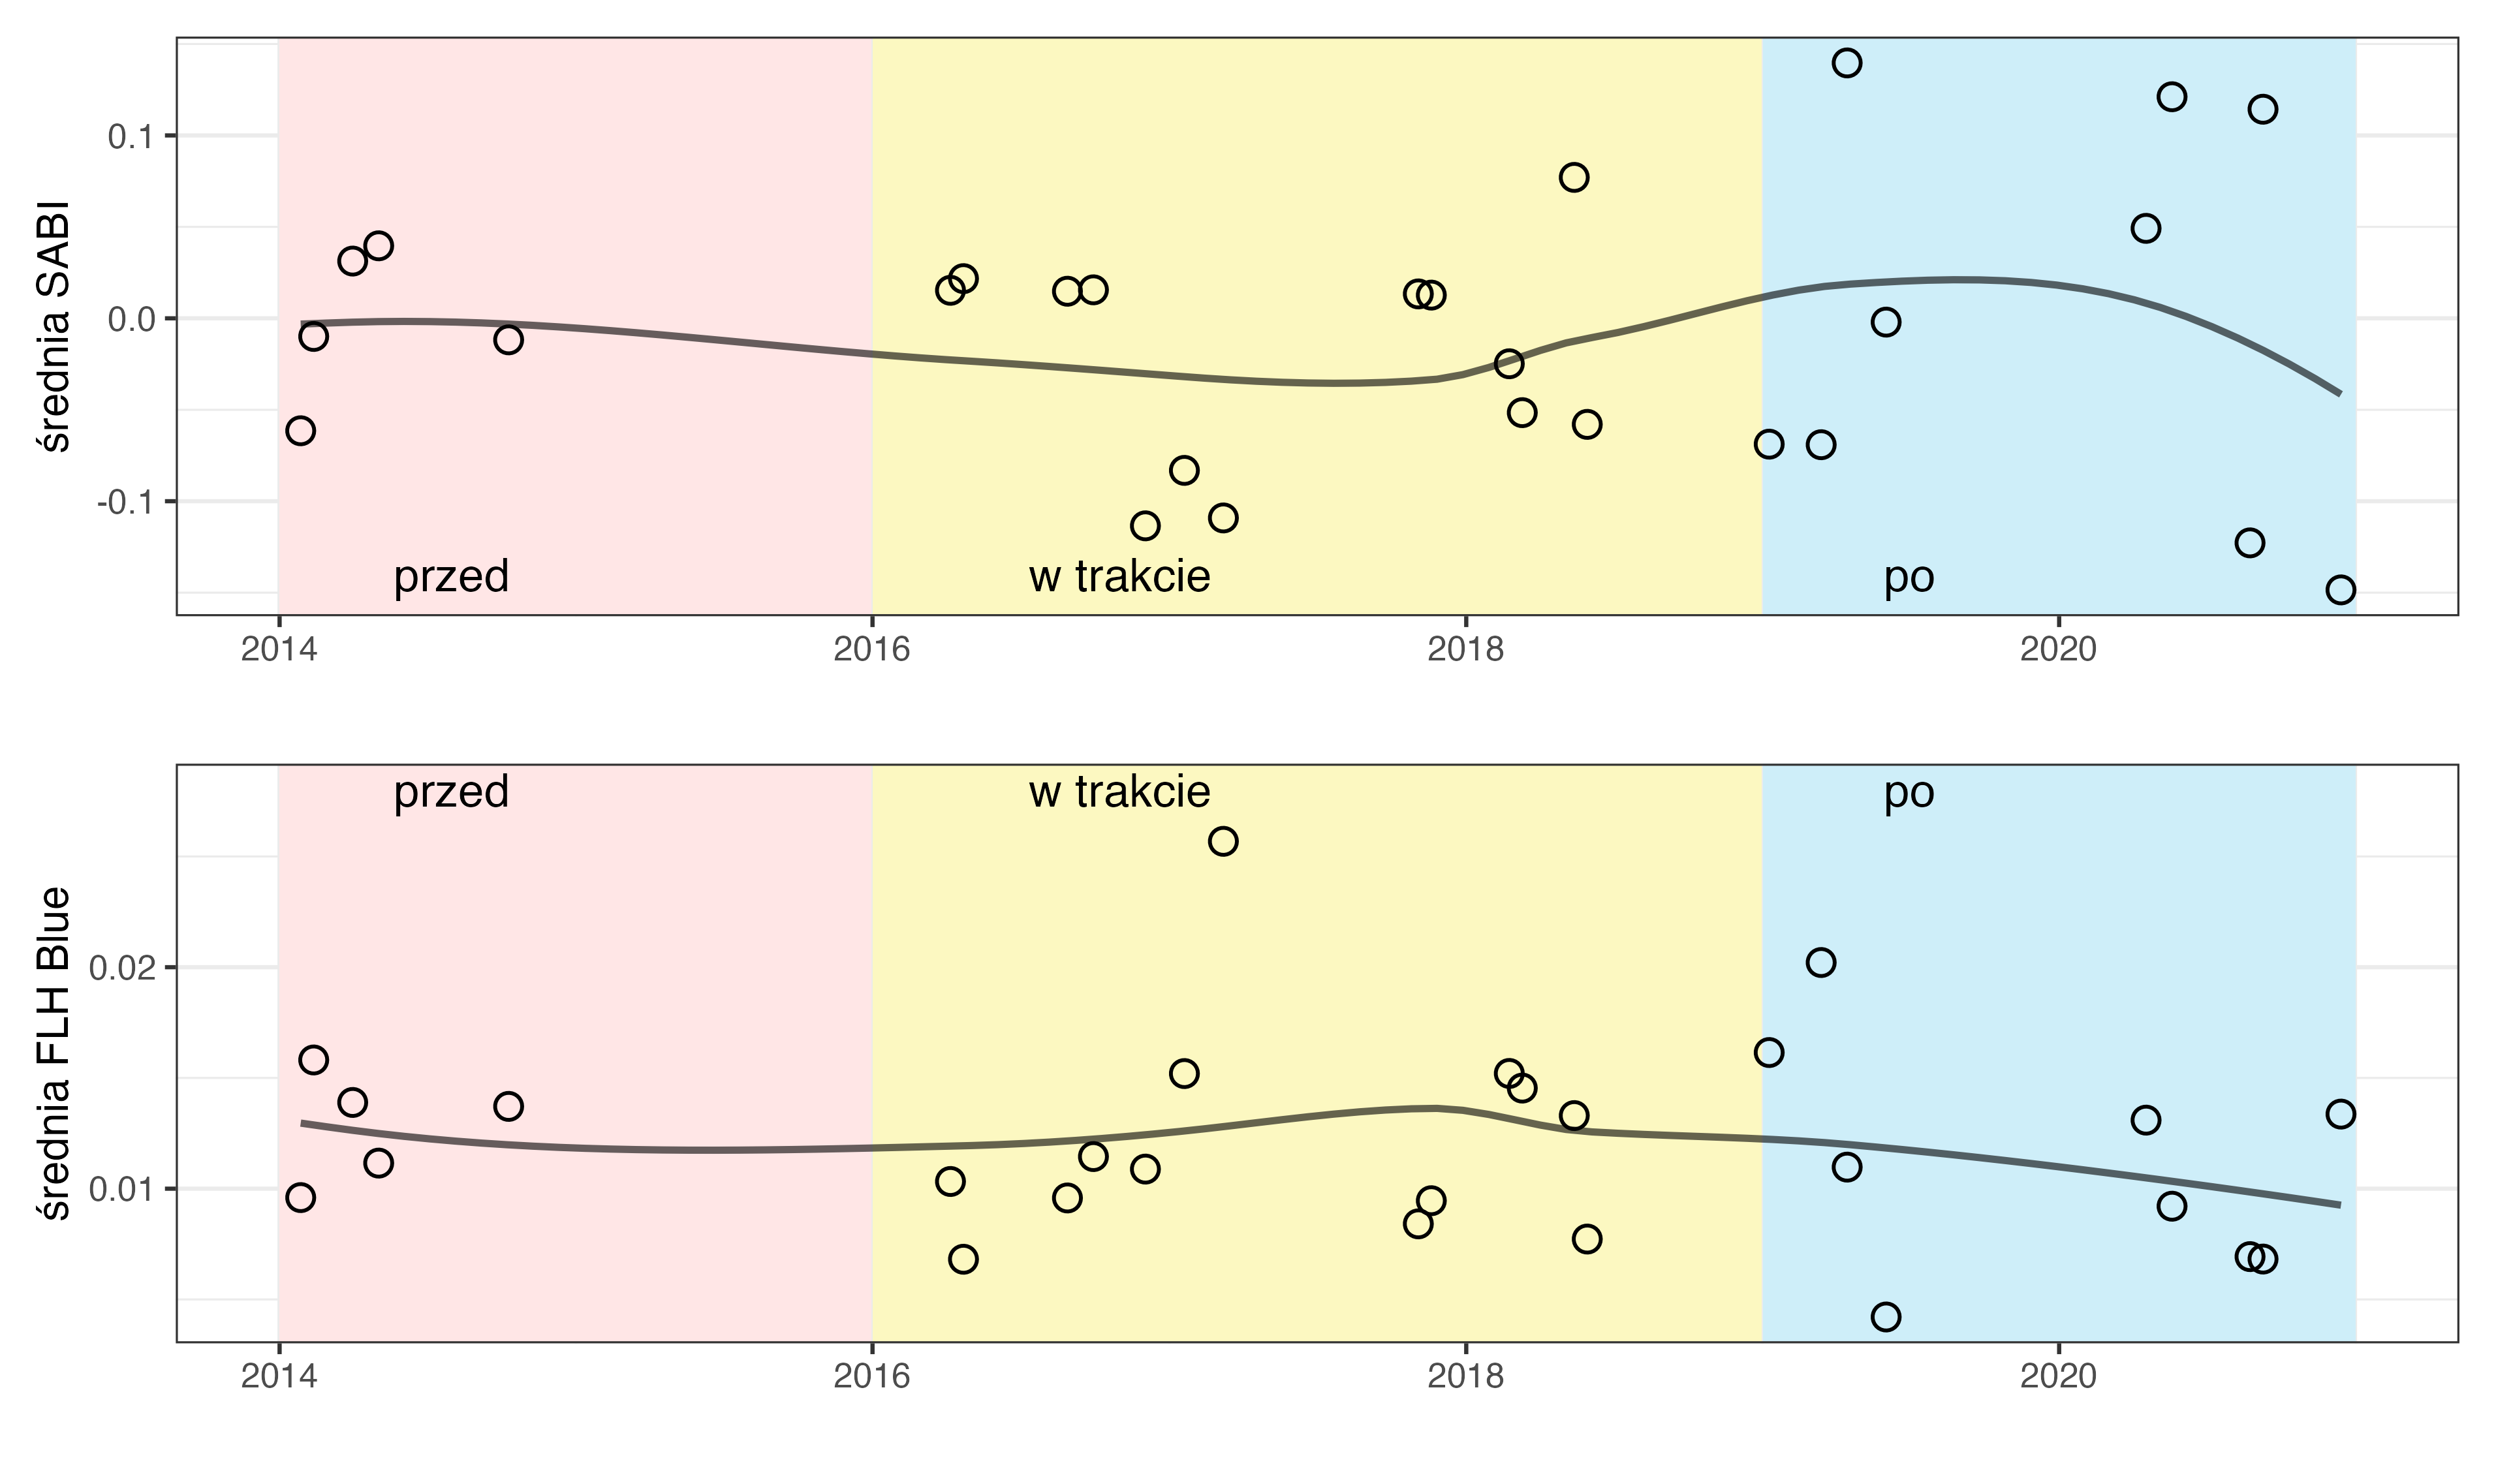 średnia SABI
0.1
0.0
-0.1
przed w trakcie po
2014 2016 2018 2020
średnia FLH Blue
przed w trakcie po
0.02
0.01
2014 2016 2018 2020